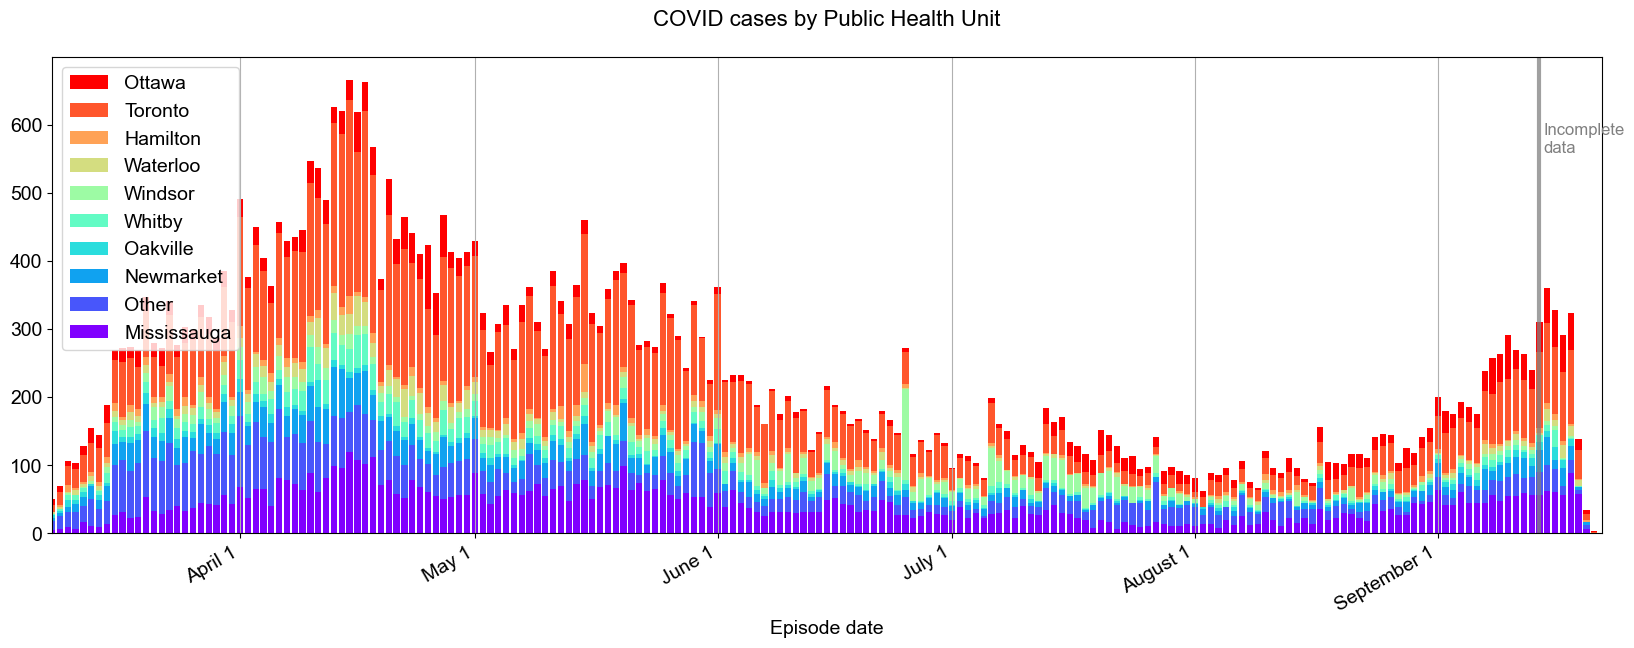 COVID cases by Public Health Unit
Ottawa
Toronto
Hamilton
Waterloo
Windsor
Whitby
Oakville
Newmarket
Other
Mississauga
600
500
400
300
200
100
0
Incomplete
data
April 1
May 1
June 1
July 1
August 1
September 1
Episode date